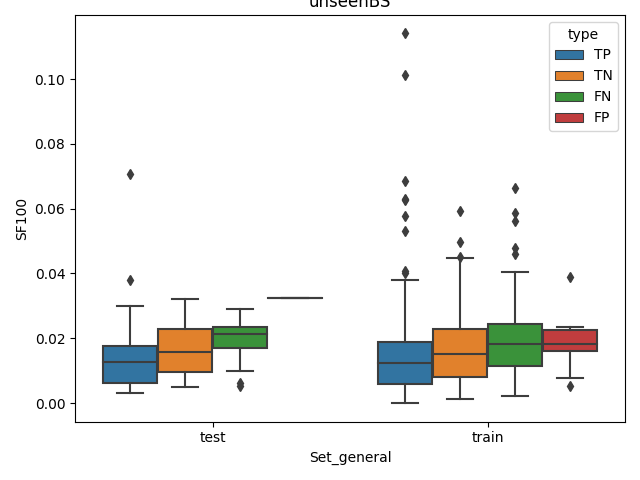 unseenBS
type
TP
TN
FN
FP
0.10
0.08
0.06
0.04
0.02
0.00
SF100
test
train
Set_general